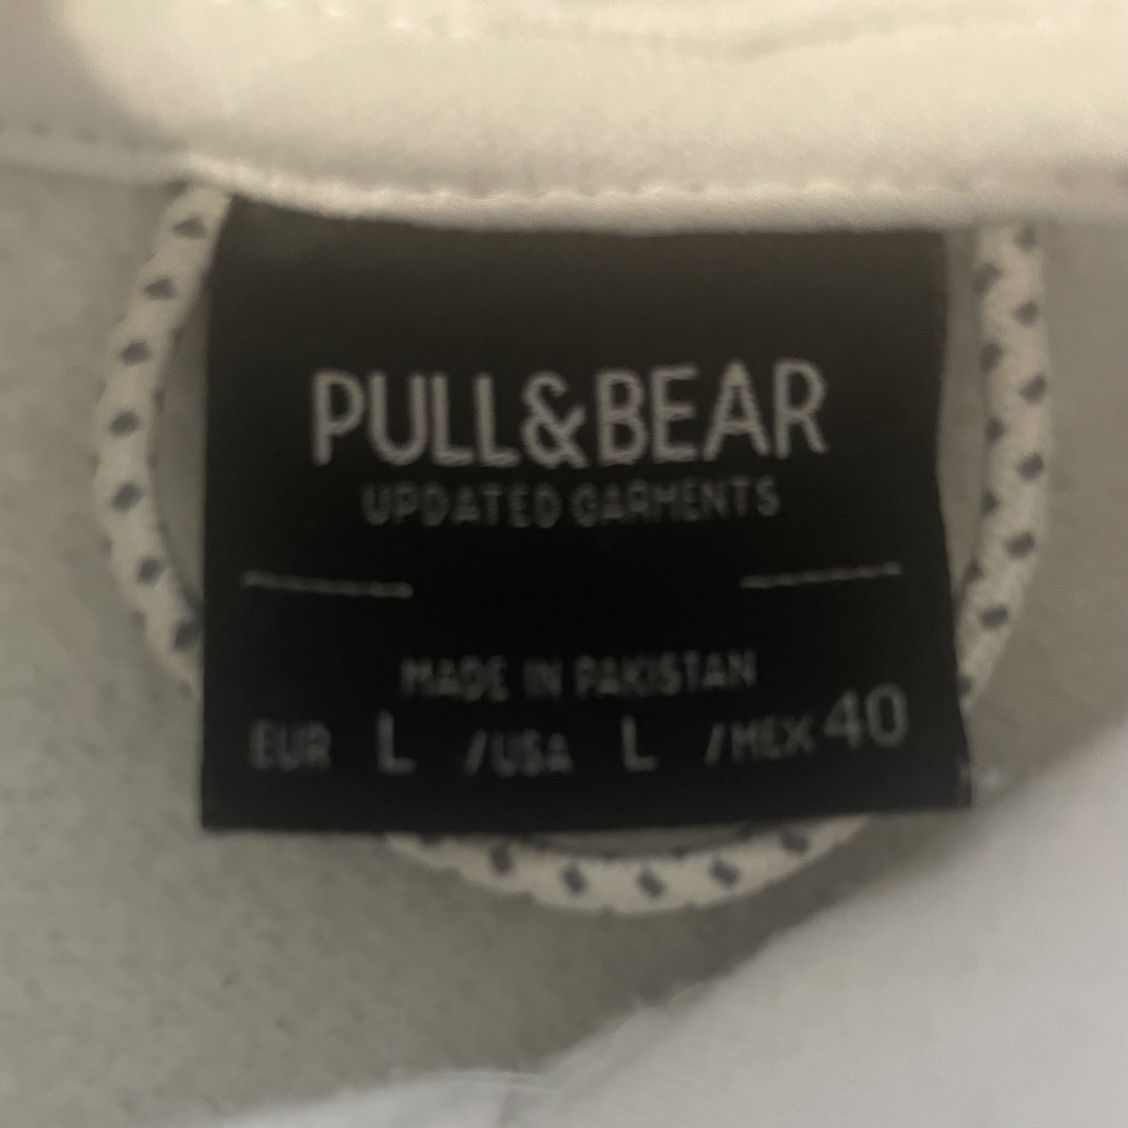 PULL&BEAR
UPDATED GARMENTS
MADE IN PAKISTAN
EUR L /USA L /MEX 40